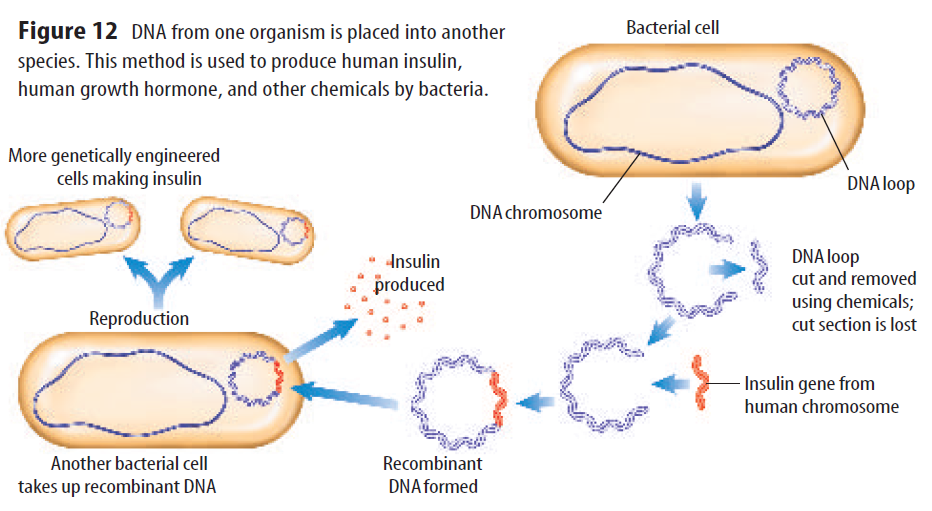 Figure 12 DNA from one organism is placed into another
species. This method is used to produce human insulin,
human growth hormone, and other chemicals by bacteria.
Bacterial cell
DNA loop
DNA chromosome
DNA loop
cut and removed
using chemicals;
cut section is lost
Insulin gene from
human chromosome
Recombinant
DNA formed
Another bacterial cell
takes up recombinant DNA
Insulin
produced
Reproduction
More genetically engineered
cells making insulin